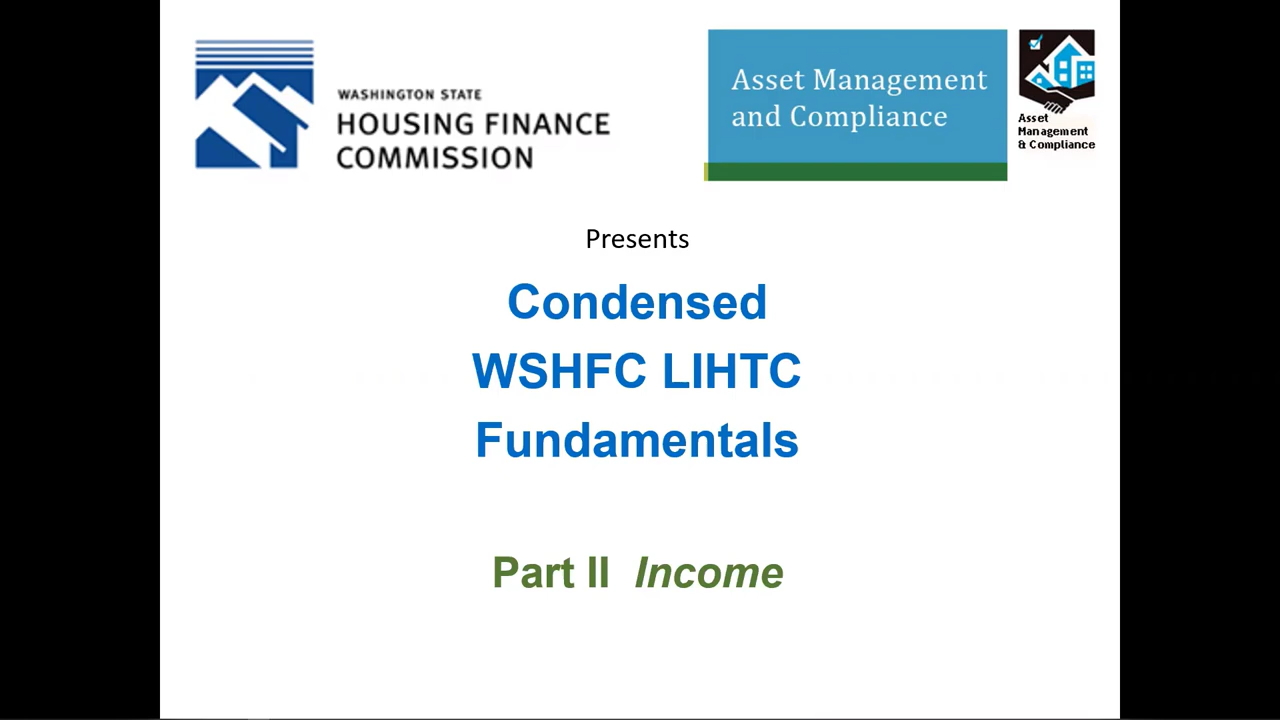 WASHINGTON STATE
HOUSING FINANCE
COMMISSION
Asset Management
and Compliance
Asset
Management
& Compliance
Presents
Condensed
WSHFC LIHTC
Fundamentals
Part II Income